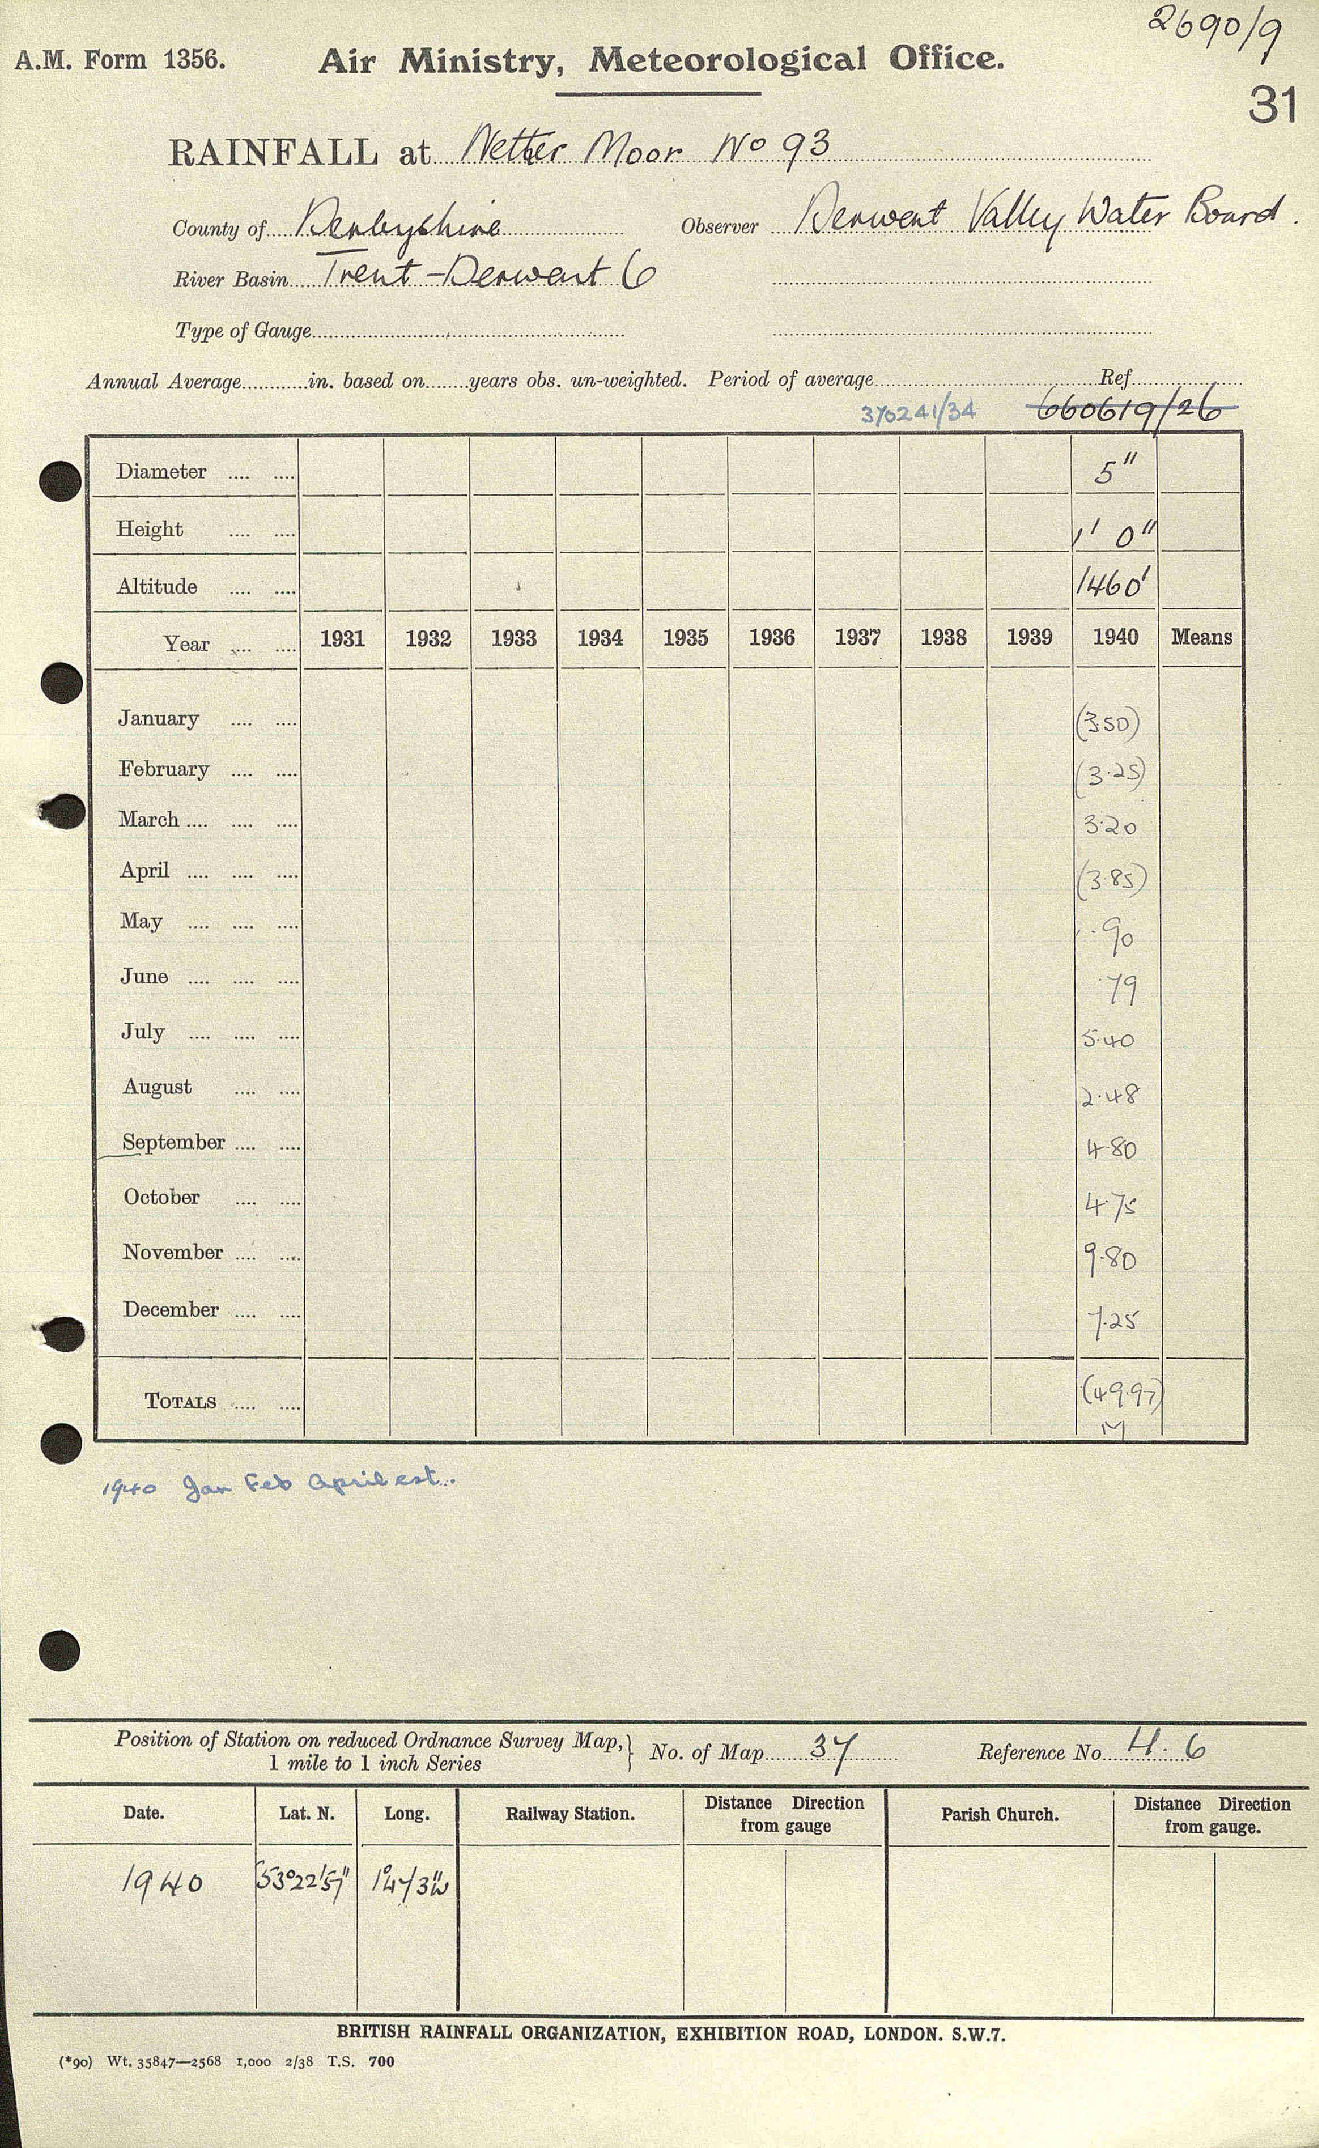 2690/9
A.M. Form 1356. Air Ministry, Meteorological Office.
31
RAINFALL at Nether Moor No 93
County of Derbyshire Observer Derwent Valley Water Board.
River Basin Trent-Derwent 6
Type of Gauge
Annual Average in. based on years obs. un-weighted. Period of average Ref
370241/34 660619/26
Diameter 5"
Height 1' 0"
Altitude 1460'
Year 1931 1932 1933 1934 1935 1936 1937 1938 1939 1940 Means
January (3.50)
February (3.25)
March 3.20
April (3.85)
May .90
June .79
July 5.40
August 2.48
September 4.80
October 4.75
November 9.80
December 7.25
TOTALS (49.97)
M
1940 Jan Feb April est.
Position of Station on reduced Ordnance Survey Map, 1 mile to 1 inch Series } No. of Map 37 Reference No 4.6
Date. Lat. N. Long. Railway Station. Distance Direction from gauge Parish Church. Distance Direction from gauge.
1940 53°22'57" 1°47'3"W
BRITISH RAINFALL ORGANIZATION, EXHIBITION ROAD, LONDON. S.W.7.
(*90) Wt. 35847—2568 1,000 2/38 T.S. 700